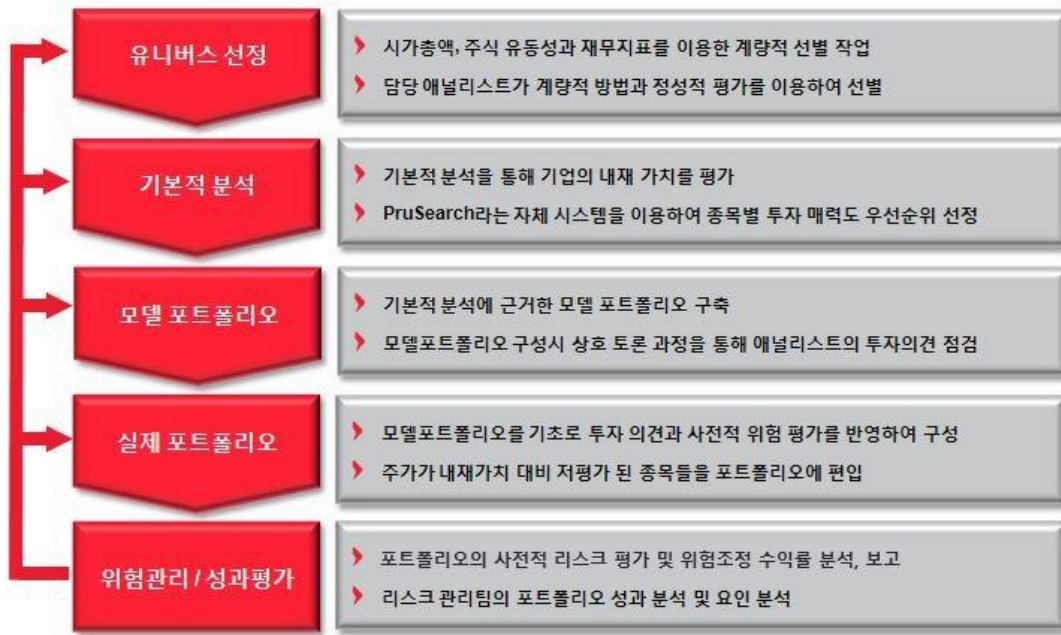 유니버스 선정
시가총액, 주식 유동성과 재무지표를 이용한 계량적 선별 작업
담당 애널리스트가 계량적 방법과 정성적 평가를 이용하여 선별
기본적 분석
기본적 분석을 통해 기업의 내재 가치를 평가
PruSearch라는 자체 시스템을 이용하여 종목별 투자 매력도 우선순위 선정
모델 포트폴리오
기본적 분석에 근거한 모델 포트폴리오 구축
모델포트폴리오 구성시 상호 토론 과정을 통해 애널리스트의 투자의견 점검
실제 포트폴리오
모델포트폴리오를 기초로 투자 의견과 사전적 위험 평가를 반영하여 구성
주가가 내재가치 대비 저평가 된 종목들을 포트폴리오에 편입
위험관리 / 성과평가
포트폴리오의 사전적 리스크 평가 및 위험조정 수익률 분석, 보고
리스크 관리팀의 포트폴리오 성과 분석 및 요인 분석